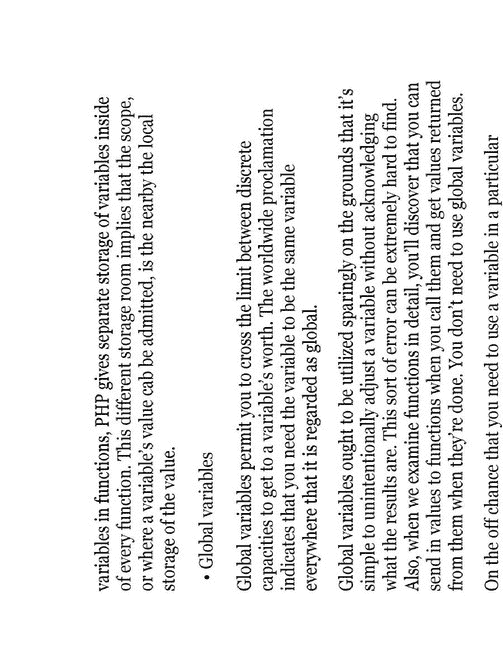 variables in functions, PHP gives separate storage of variables inside
of every function. This different storage room implies that the scope,
or where a variable's value cab be admitted, is the nearby the local
storage of the value.
• Global variables
Global variables permit you to cross the limit between discrete
capacities to get to a variable's worth. The worldwide proclamation
indicates that you need the variable to be the same variable
everywhere that it is regarded as global.
Global variables ought to be utilized sparingly on the grounds that it's
simple to unintentionally adjust a variable without acknowledging
what the results are. This sort of error can be extremely hard to find.
Also, when we examine functions in detail, you'll discover that you can
send in values to functions when you call them and get values returned
from them when they're done. You don't need to use global variables.
On the off chance that you need to use a variable in a particular